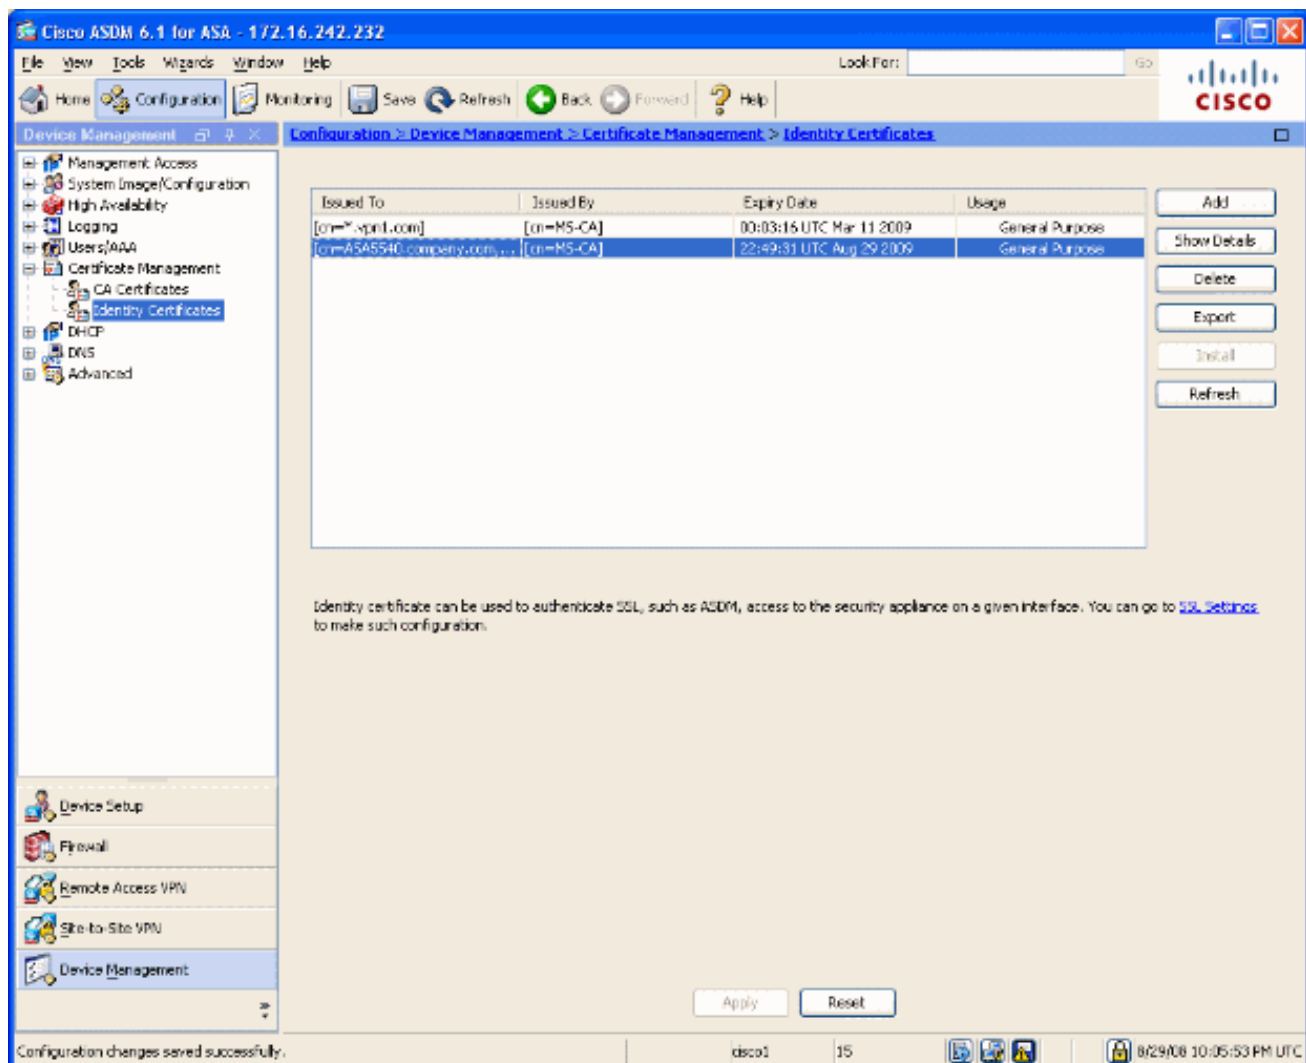 Cisco ASDM 6.1 for ASA - 172.16.242.232
File View Tools Wizards Window Help Look For: Go
Home Configuration Monitoring Save Refresh Back Forward Help
CISCO
Device Management
Configuration > Device Management > Certificate Management > Identity Certificates
Management Access
System Image/Configuration
High Availability
Logging
Users/AAA
Certificate Management
CA Certificates
Identity Certificates
DHCP
DNS
Advanced
Issued To Issued By Expiry Date Usage
[cn=*.vpn1.com] [cn=MS-CA] 00:03:16 UTC Mar 11 2009 General Purpose
[cn=ASA5540.company.com,... [cn=MS-CA] 22:49:31 UTC Aug 29 2009 General Purpose
Add
Show Details
Delete
Export
Install
Refresh
Identity certificate can be used to authenticate SSL, such as ASDM, access to the security appliance on a given interface. You can go to SSL Settings
to make such configuration.
Device Setup
Firewall
Remote Access VPN
Site-to-Site VPN
Device Management
Apply Reset
Configuration changes saved successfully. cisco1 15 8/29/08 10:05:53 PM UTC